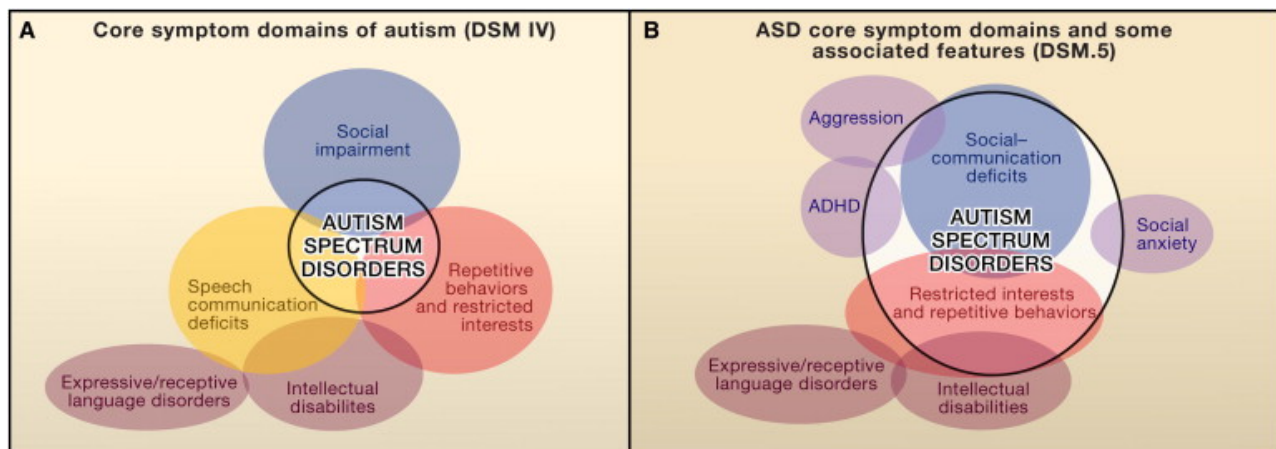 A
Core symptom domains of autism (DSM IV)
Social
impairment
AUTISM
SPECTRUM
DISORDERS
Speech
communication
deficits
Repetitive
behaviors
and restricted
interests
Expressive/receptive
language disorders
Intellectual
disabilites
B
ASD core symptom domains and some
associated features (DSM.5)
Aggression
Social–
communication
deficits
ADHD
AUTISM
SPECTRUM
DISORDERS
Social
anxiety
Restricted interests
and repetitive behaviors
Expressive/receptive
language disorders
Intellectual
disabilities